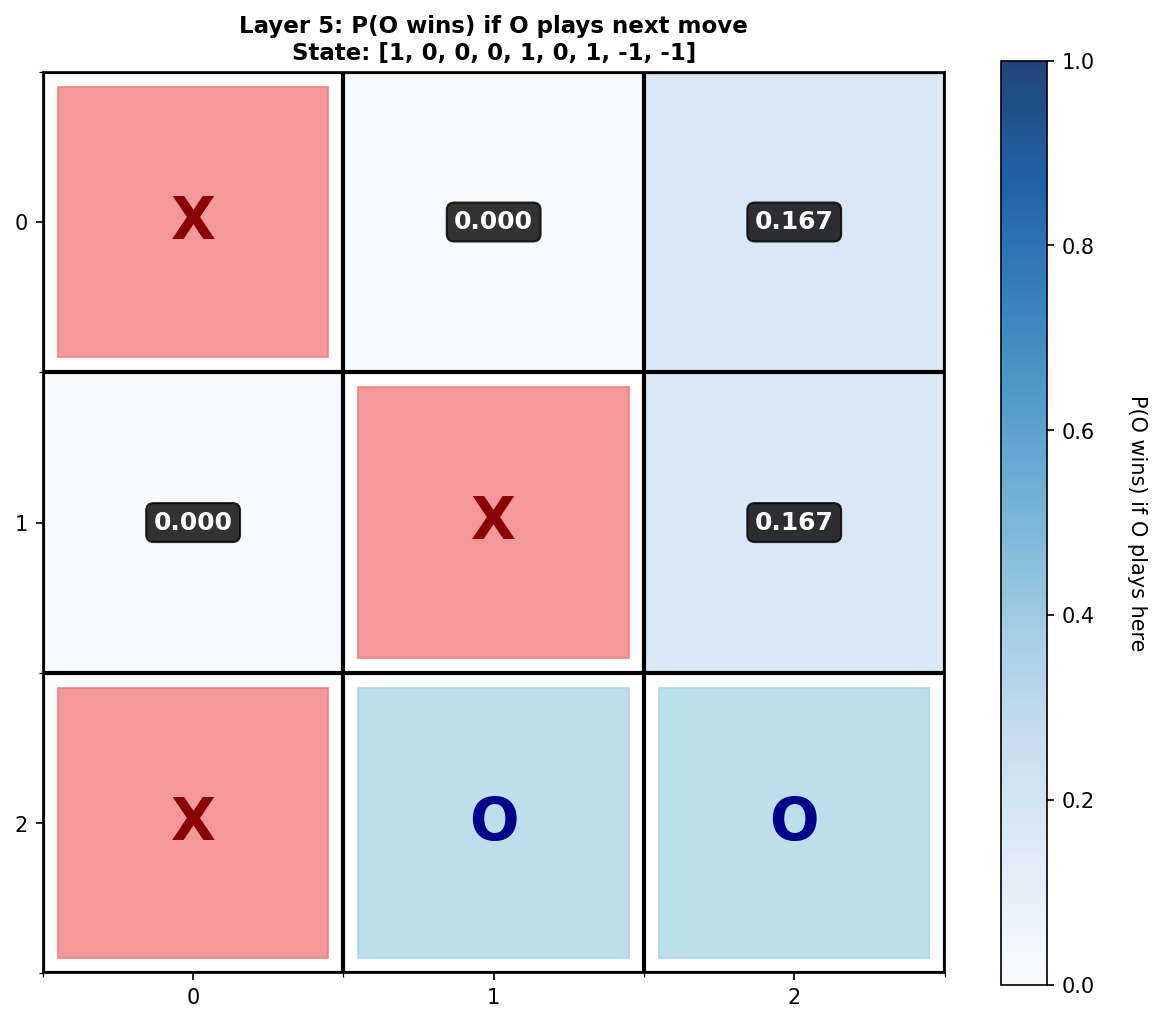 Layer 5: P(O wins) if O plays next move
State: [1, 0, 0, 0, 1, 0, 1, -1, -1]
X
0.000
0.167
0.000
X
0.167
X
O
O
0
1
2
0
1
2
1.0
0.8
0.6
0.4
0.2
0.0
P(O wins) if O plays here